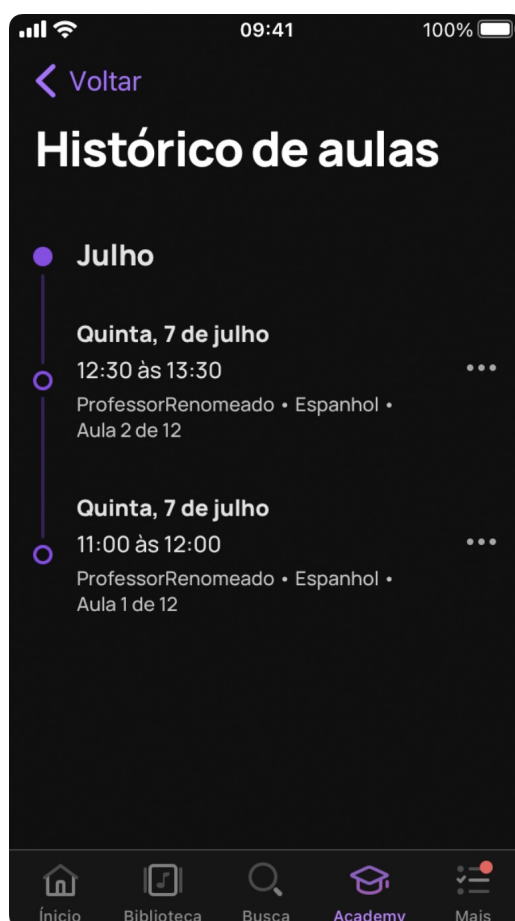 09:41
100%
Voltar
Histórico de aulas
Julho
Quinta, 7 de julho
12:30 às 13:30
ProfessorRenomeado • Espanhol •
Aula 2 de 12
Quinta, 7 de julho
11:00 às 12:00
ProfessorRenomeado • Espanhol •
Aula 1 de 12
Ínicio Biblioteca Busca Academy Mais